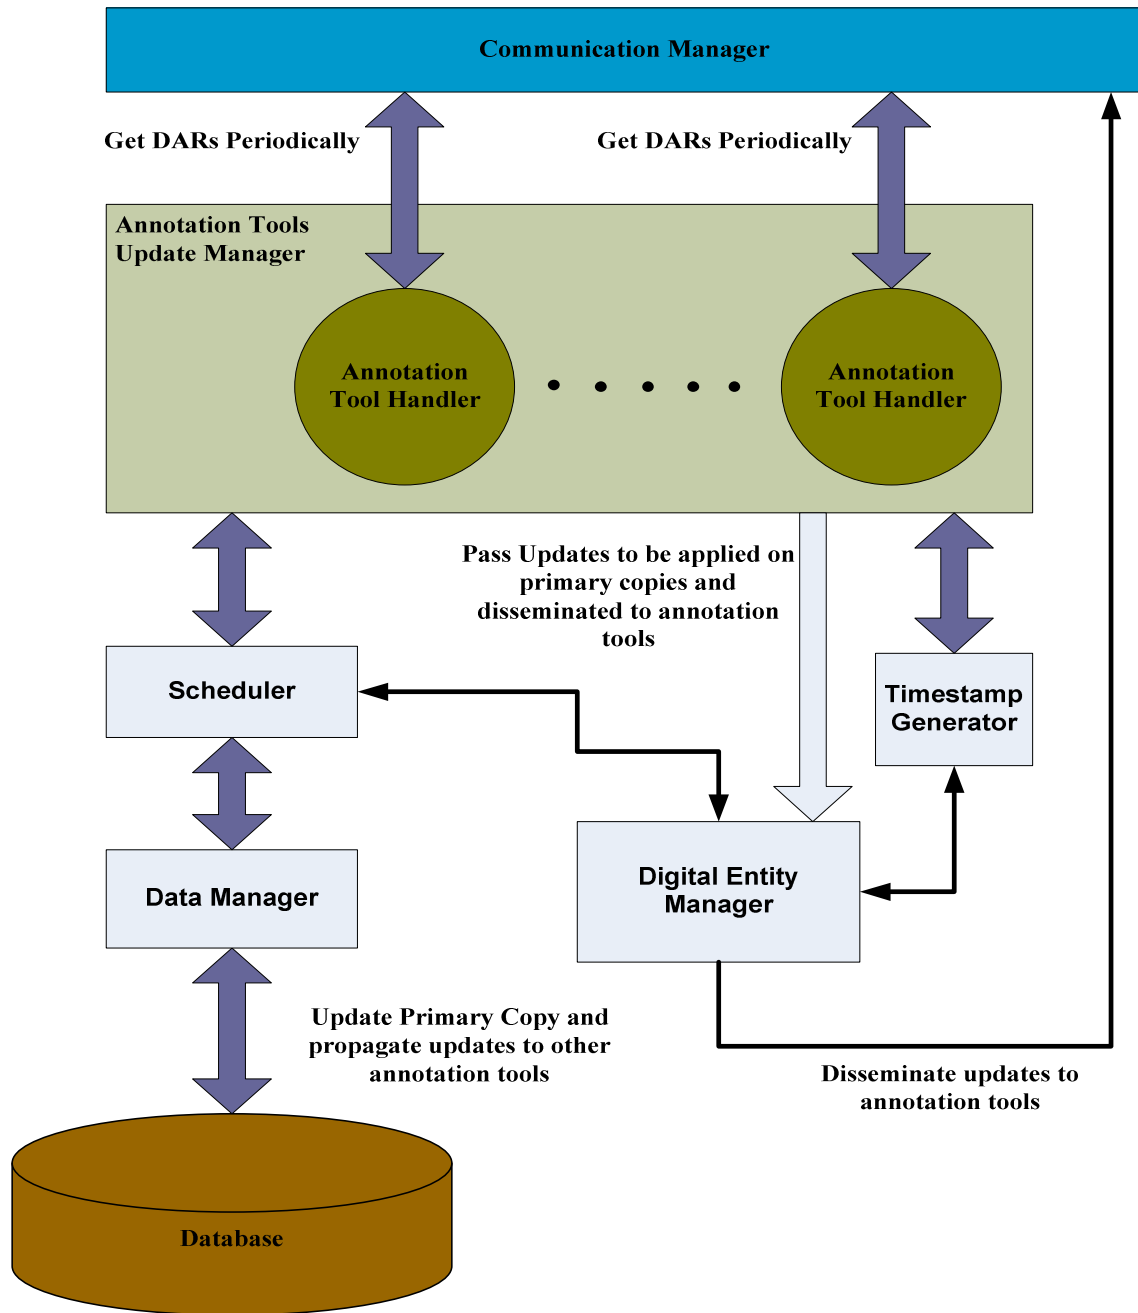 Communication Manager
Get DARs Periodically
Get DARs Periodically
Annotation Tools
Update Manager
Annotation
Tool Handler
Annotation
Tool Handler
Pass Updates to be applied on
primary copies and
disseminated to annotation
tools
Scheduler
Timestamp
Generator
Data Manager
Digital Entity
Manager
Update Primary Copy and
propagate updates to other
annotation tools
Disseminate updates to
annotation tools
Database